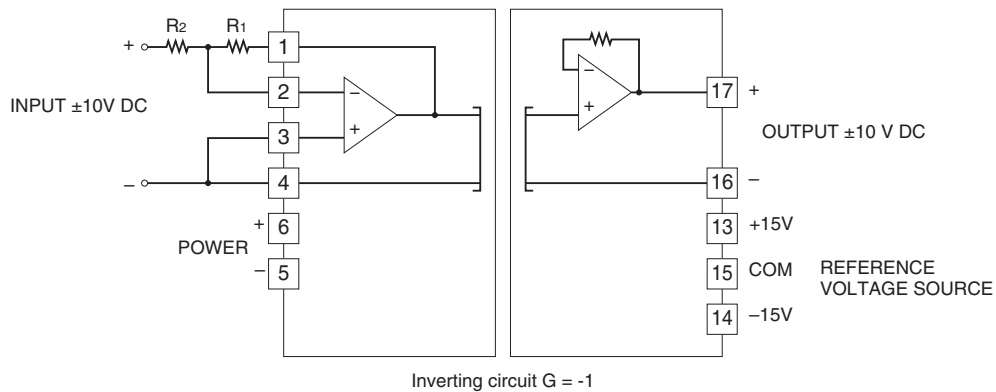 R2 R1
+
1
2
INPUT ±10V DC
3
–
4
+
6
POWER
–
5
–
+
–
+
17
+
OUTPUT ±10 V DC
16
–
13
+15V
15
COM
REFERENCE
VOLTAGE SOURCE
14
–15V
Inverting circuit G = -1